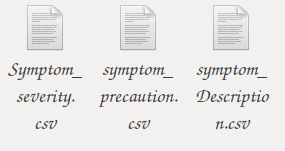 Symptom_
severity.
csv
symptom_
precaution.
csv
symptom_
Descriptio
n.csv